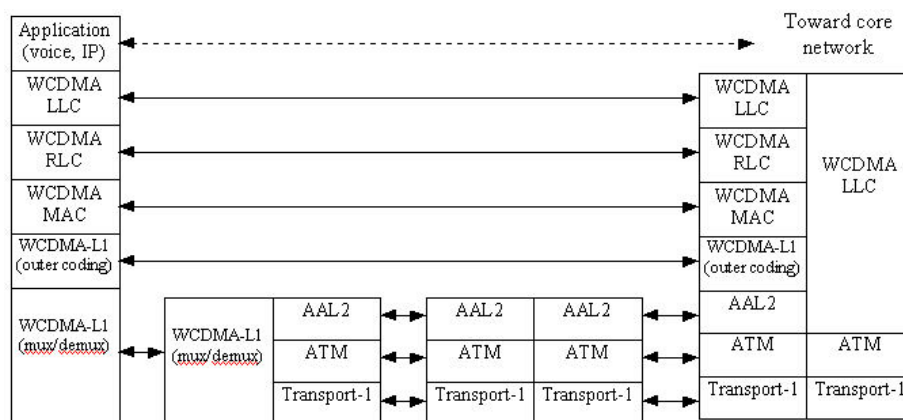 Application
(voice, IP)
Toward core
network
WCDMA
LLC
WCDMA
LLC
WCDMA
RLC
WCDMA
RLC
WCDMA
LLC
WCDMA
MAC
WCDMA
MAC
WCDMA-L1
(outer coding)
WCDMA-L1
(outer coding)
WCDMA-L1
(mux/demux)
WCDMA-L1
(mux/demux)
AAL2
AAL2
AAL2
AAL2
ATM
ATM
ATM
ATM
ATM
Transport-1
Transport-1
Transport-1
Transport-1
Transport-1